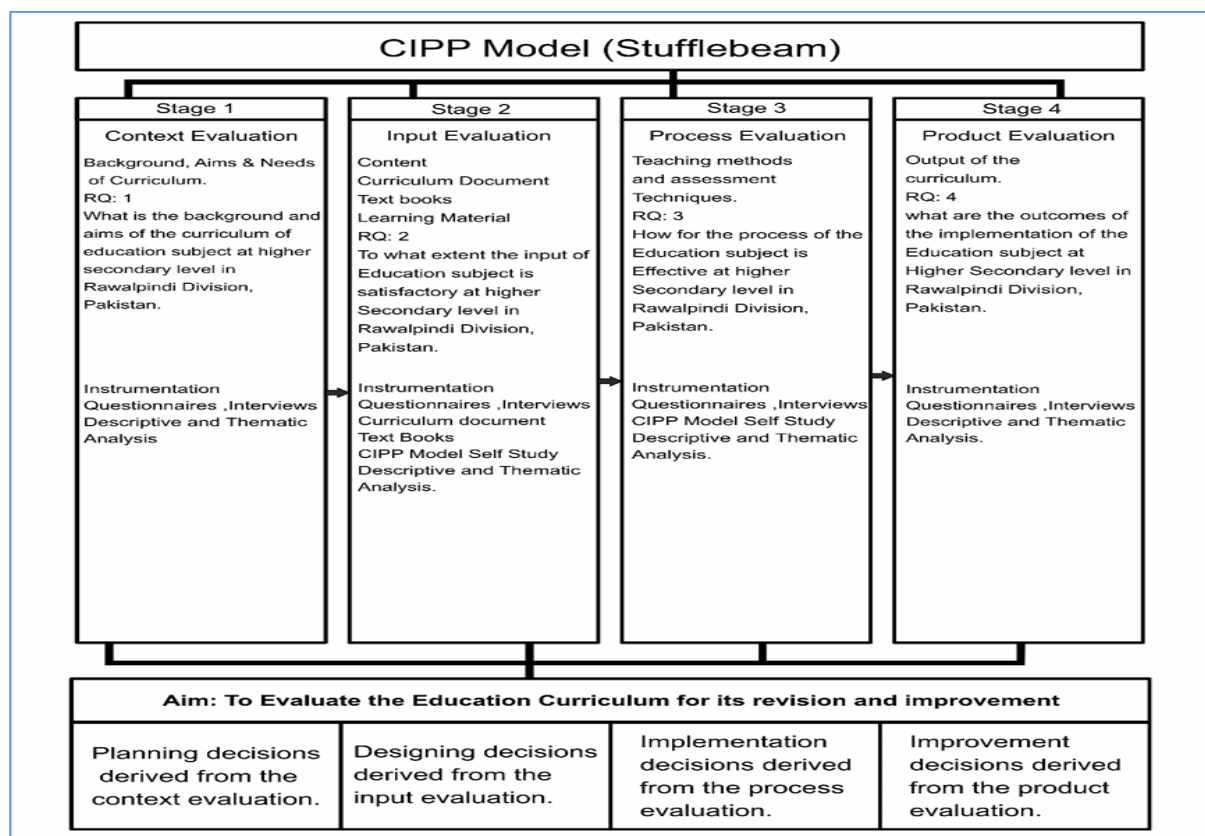 CIPP Model (Stufflebeam)
Stage 1
Context Evaluation
Background, Aims & Needs
of Curriculum.
RQ: 1
What is the background and
aims of the curriculum of
education subject at higher
secondary level in
Rawalpindi Division,
Pakistan.
Instrumentation
Questionnaires ,Interviews
Descriptive and Thematic
Analysis
Stage 2
Input Evaluation
Content
Curriculum Document
Text books
Learning Material
RQ: 2
To what extent the input of
Education subject is
satisfactory at higher
Secondary level in
Rawalpindi Division,
Pakistan.
Instrumentation
Questionnaires ,Interviews
Curriculum document
Text Books
CIPP Model Self Study
Descriptive and Thematic
Analysis.
Stage 3
Process Evaluation
Teaching methods
and assessment
Techniques.
RQ: 3
How for the process of the
Education subject is
Effective at higher
Secondary level in
Rawalpindi Division,
Pakistan.
Instrumentation
Questionnaires ,Interviews
CIPP Model Self Study
Descriptive and Thematic
Analysis.
Stage 4
Product Evaluation
Output of the
curriculum.
RQ: 4
what are the outcomes of
the implementation of the
Education subject at
Higher Secondary level in
Rawalpindi Division,
Pakistan.
Instrumentation
Questionnaires ,Interviews
Descriptive and Thematic
Analysis.
Aim: To Evaluate the Education Curriculum for its revision and improvement
Planning decisions
derived from the
context evaluation.
Designing decisions
derived from the
input evaluation.
Implementation
decisions derived
from the process
evaluation.
Improvement
decisions derived
from the product
evaluation.